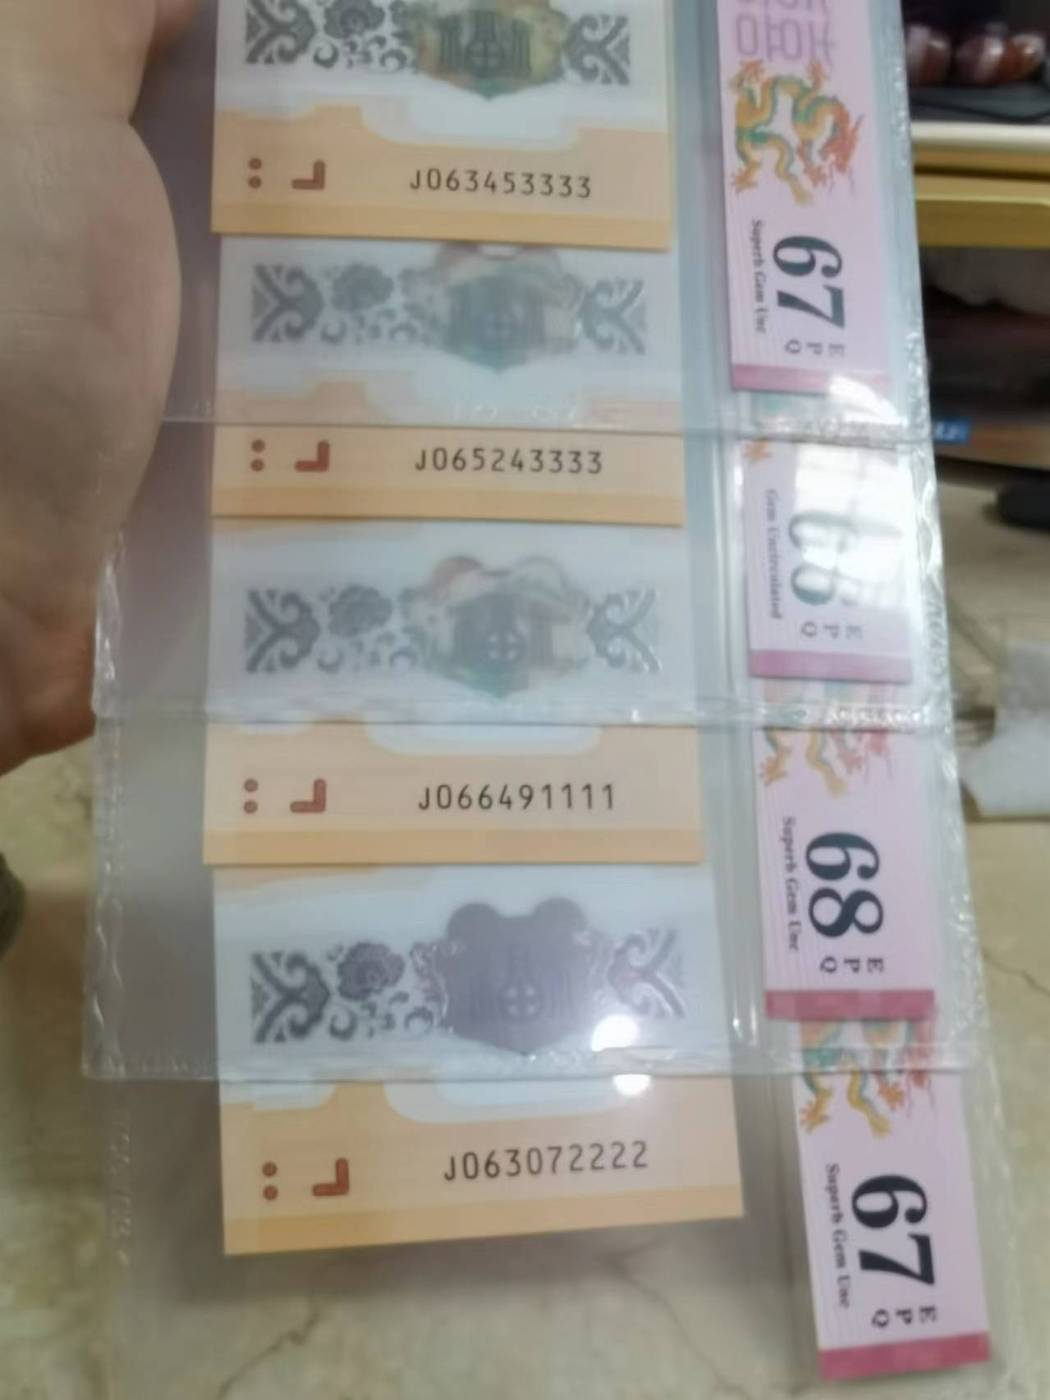 J063453333
囍
67
EPQ
Superb Gem Unc
J065243333
66
EPQ
Gem Uncirculated
J066491111
68
EPQ
Superb Gem Unc
J063072222
67
EPQ
Superb Gem Unc